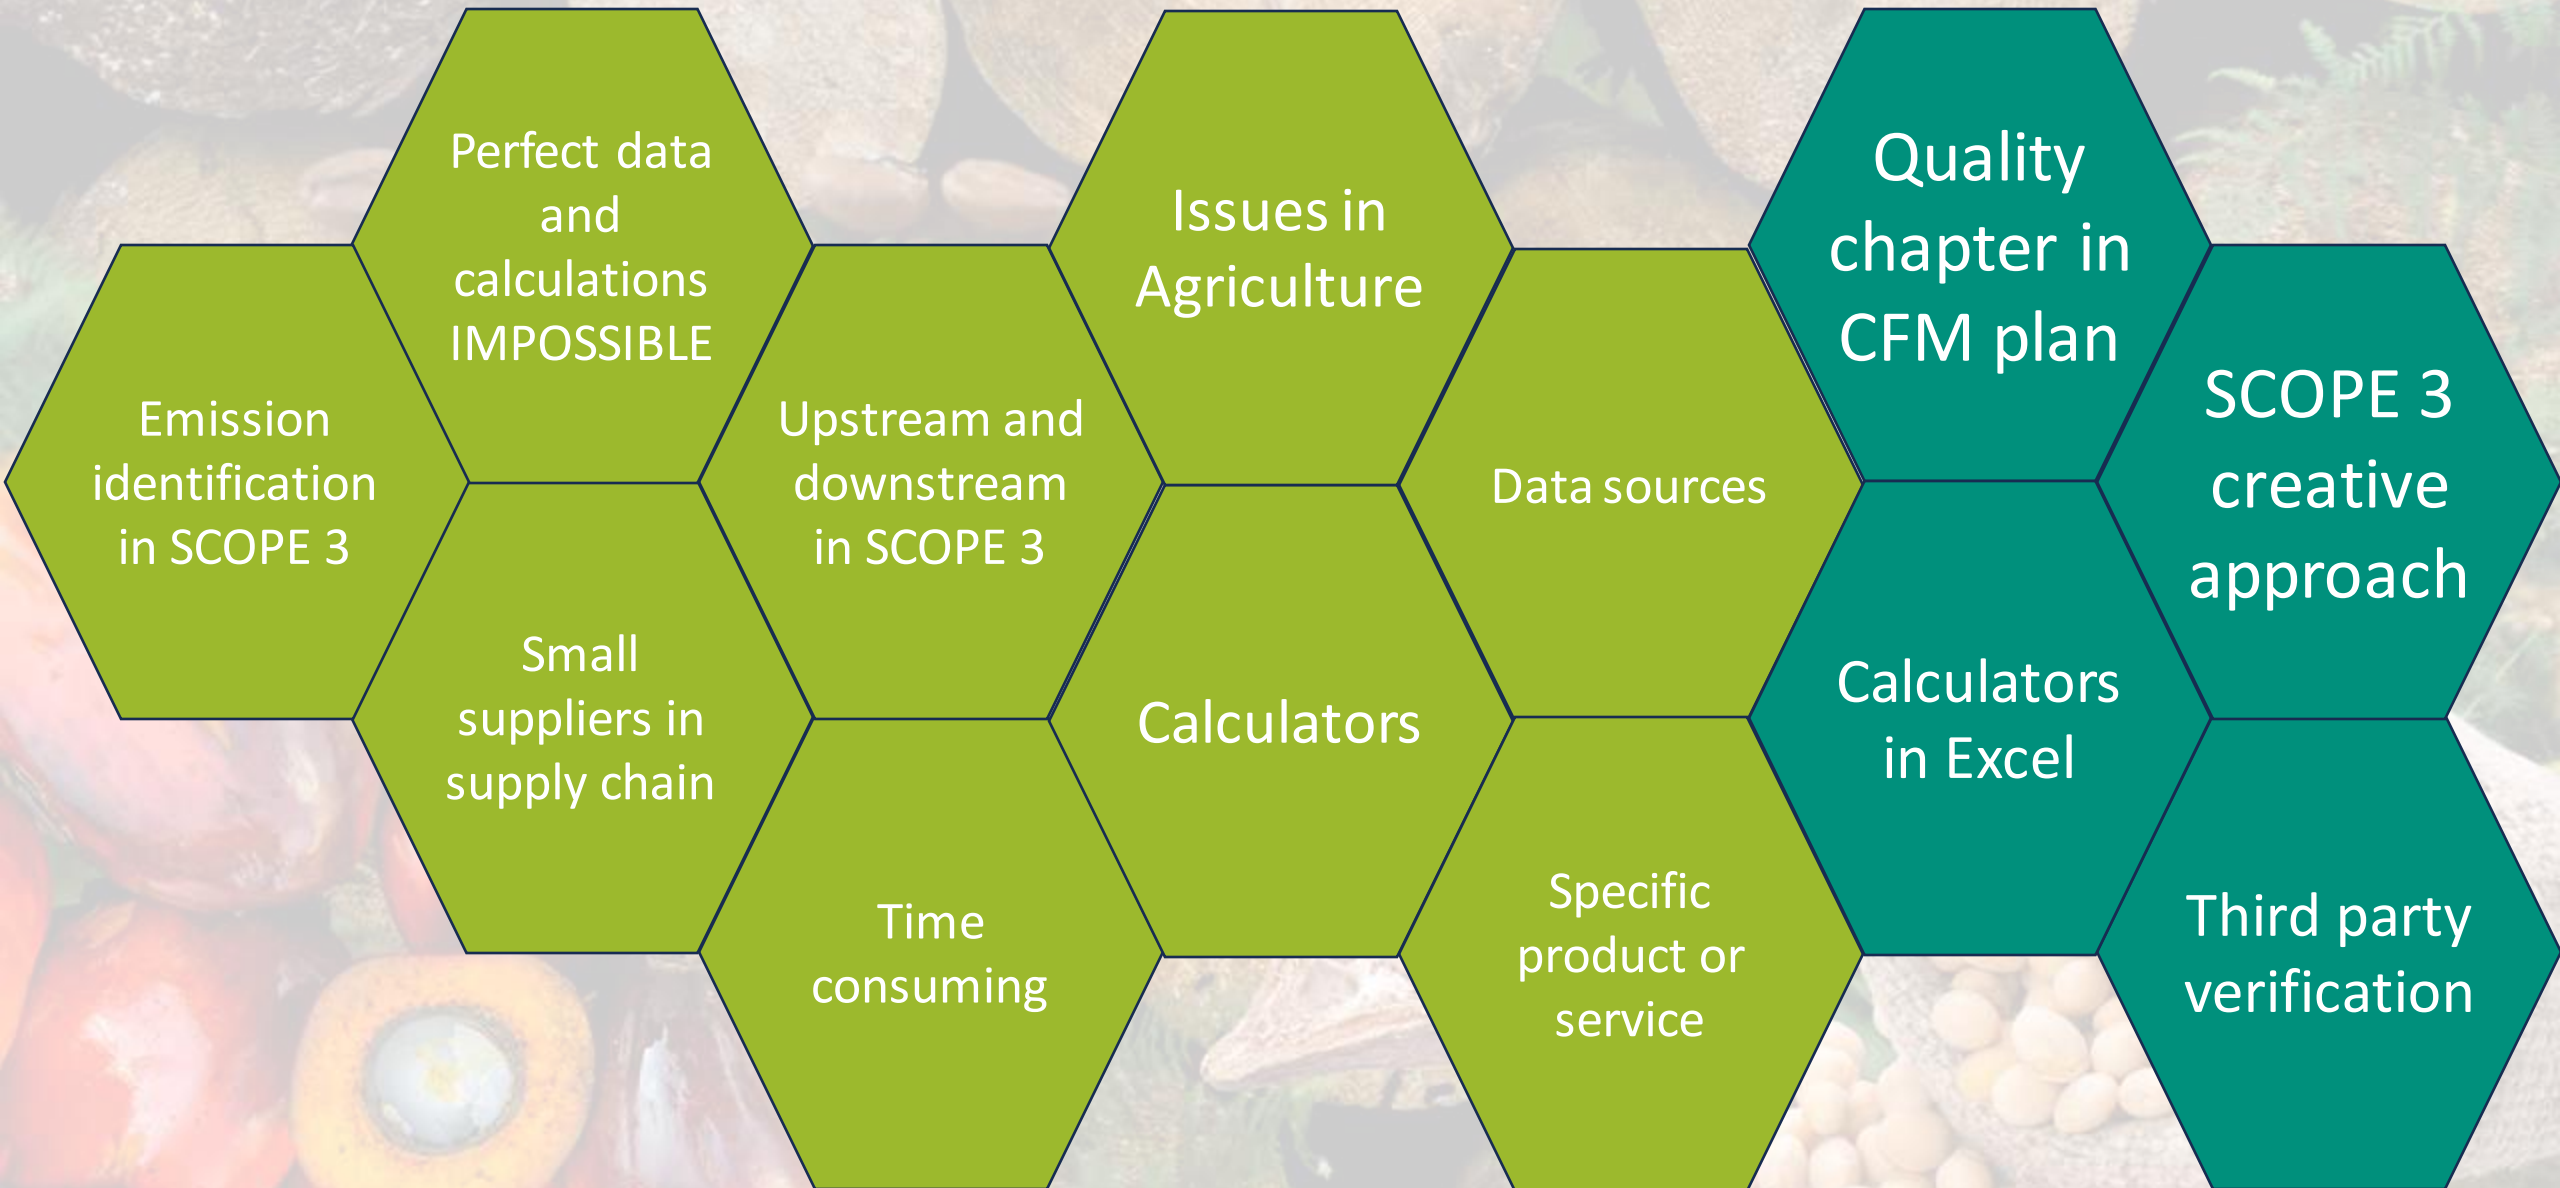 Perfect data
and
calculations
IMPOSSIBLE
Emission
identification
in SCOPE 3
Small
suppliers in
supply chain
Upstream and
downstream
in SCOPE 3
Time
consuming
Issues in
Agriculture
Calculators
Data sources
Specific
product or
service
Quality
chapter in
CFM plan
Calculators
in Excel
SCOPE 3
creative
approach
Third party
verification